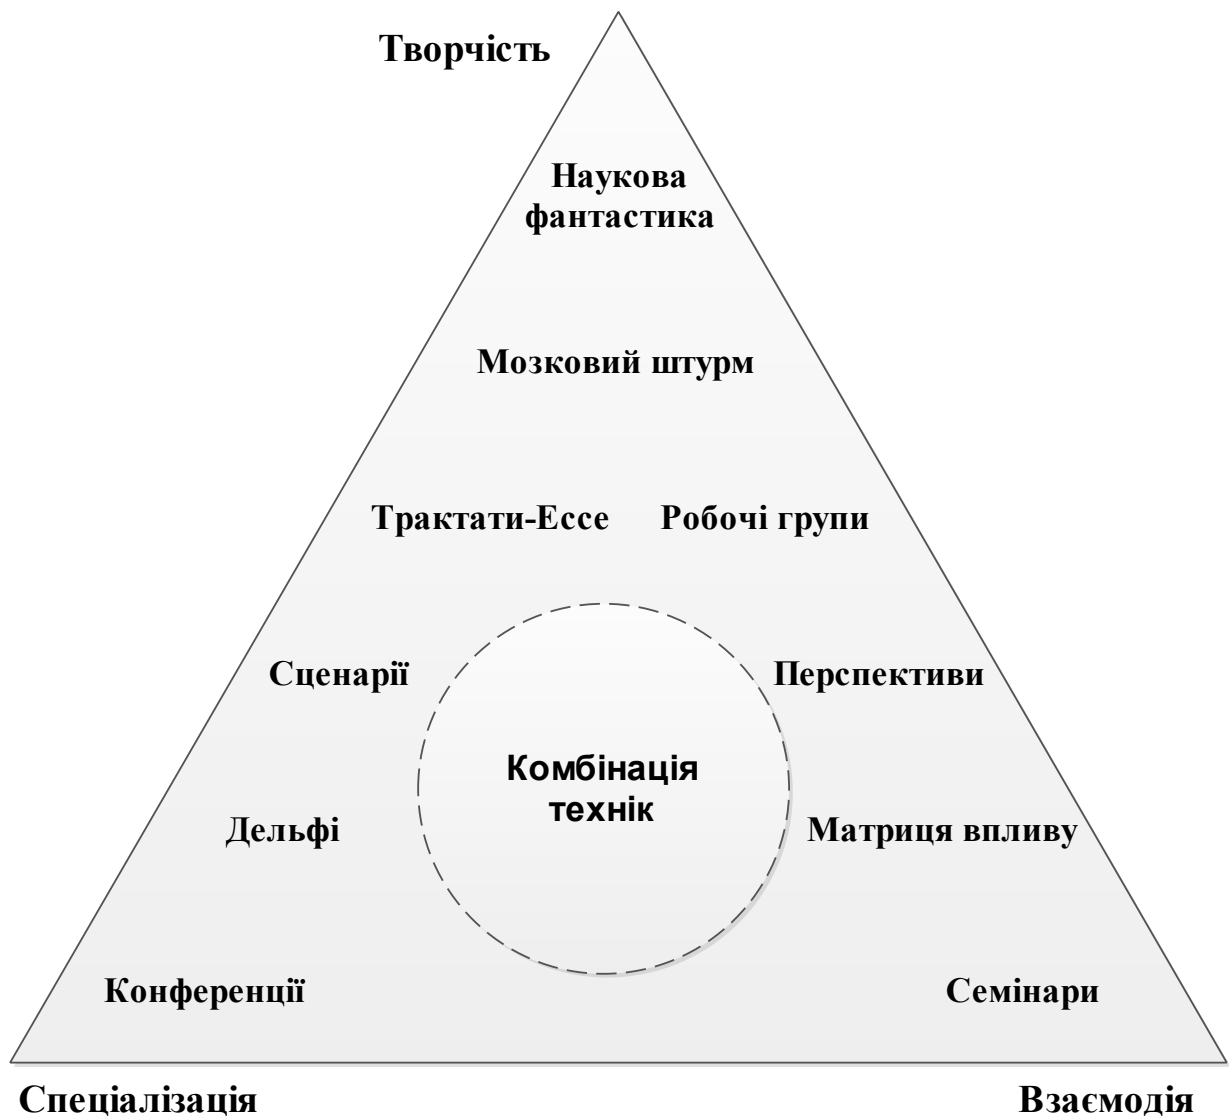 Творчість
Наукова
фантастика
Мозковий штурм
Трактати-Ессе
Робочі групи
Сценарії
Перспективи
Комбінація
технік
Дельфі
Матриця впливу
Конференції
Семінари
Спеціалізація
Взаємодія